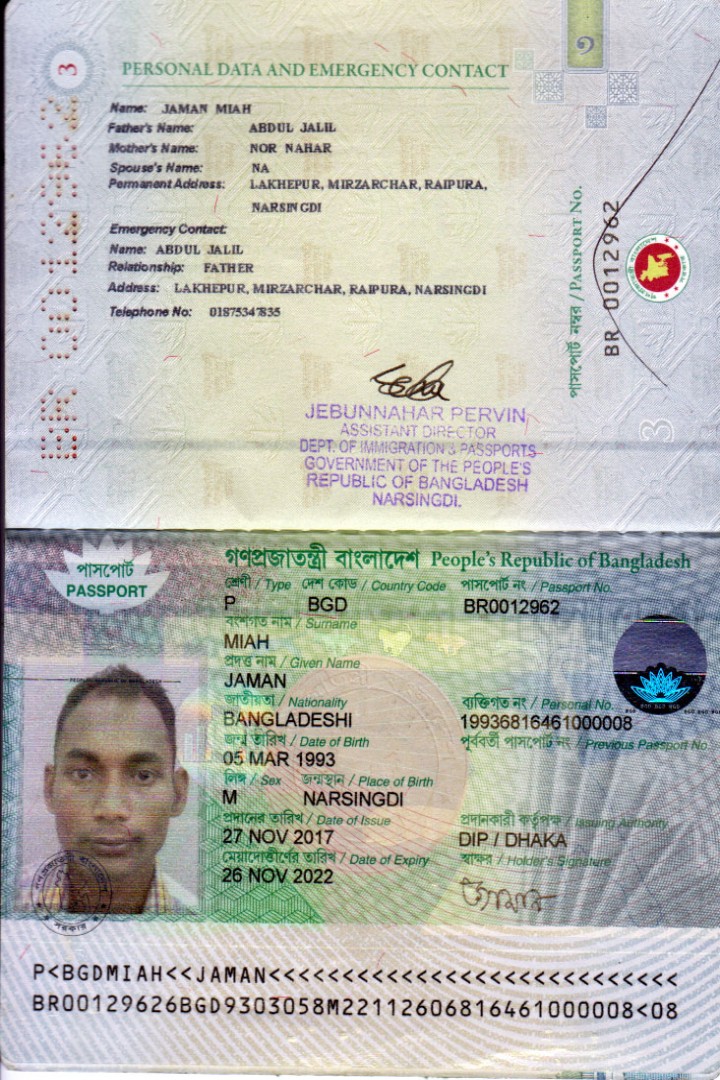 3
১
PERSONAL DATA AND EMERGENCY CONTACT
Name: JAMAN MIAH
Father's Name: ABDUL JALIL
Mother's Name: NOR NAHAR
Spouse's Name: NA
Permanent Address: LAKHEPUR, MIRZARCHAR, RAIPURA,
NARSINGDI
Emergency Contact:
Name: ABDUL JALIL
Relationship: FATHER
Address: LAKHEPUR, MIRZARCHAR, RAIPURA, NARSINGDI
Telephone No: 01875347835
পাসপোর্ট নম্বর / PASSPORT No.
BR 0012962
3
JEBUNNAHAR PERVIN
ASSISTANT DIRECTOR
DEPT. OF IMMIGRATION & PASSPORTS
GOVERNMENT OF THE PEOPLE'S
REPUBLIC OF BANGLADESH
NARSINGDI.
গণপ্রজাতন্ত্রী বাংলাদেশ People's Republic of Bangladesh
পাসপোর্ট
PASSPORT
শ্রেণী / Type দেশ কোড / Country Code পাসপোর্ট নং / Passport No.
P BGD BR0012962
বংশগত নাম / Surname
MIAH
প্রদত্ত নাম / Given Name
JAMAN
জাতীয়তা / Nationality ব্যক্তিগত নং / Personal No.
BANGLADESHI 19936816461000008
জন্ম তারিখ / Date of Birth পূর্ববর্তী পাসপোর্ট নং / Previous Passport No.
05 MAR 1993
লিঙ্গ / Sex জন্মস্থান / Place of Birth
M NARSINGDI
প্রদানের তারিখ / Date of Issue প্রদানকারী কর্তৃপক্ষ / Issuing Authority
27 NOV 2017 DIP / DHAKA
মেয়াদোত্তীর্ণের তারিখ / Date of Expiry স্বাক্ষর / Holder's Signature
26 NOV 2022 জামান
P<BGDMIAH<<JAMAN<<<<<<<<<<<<<<<<<<<<<<<<<<<<
BR00129626BGD9303058M22112606816461000008<08